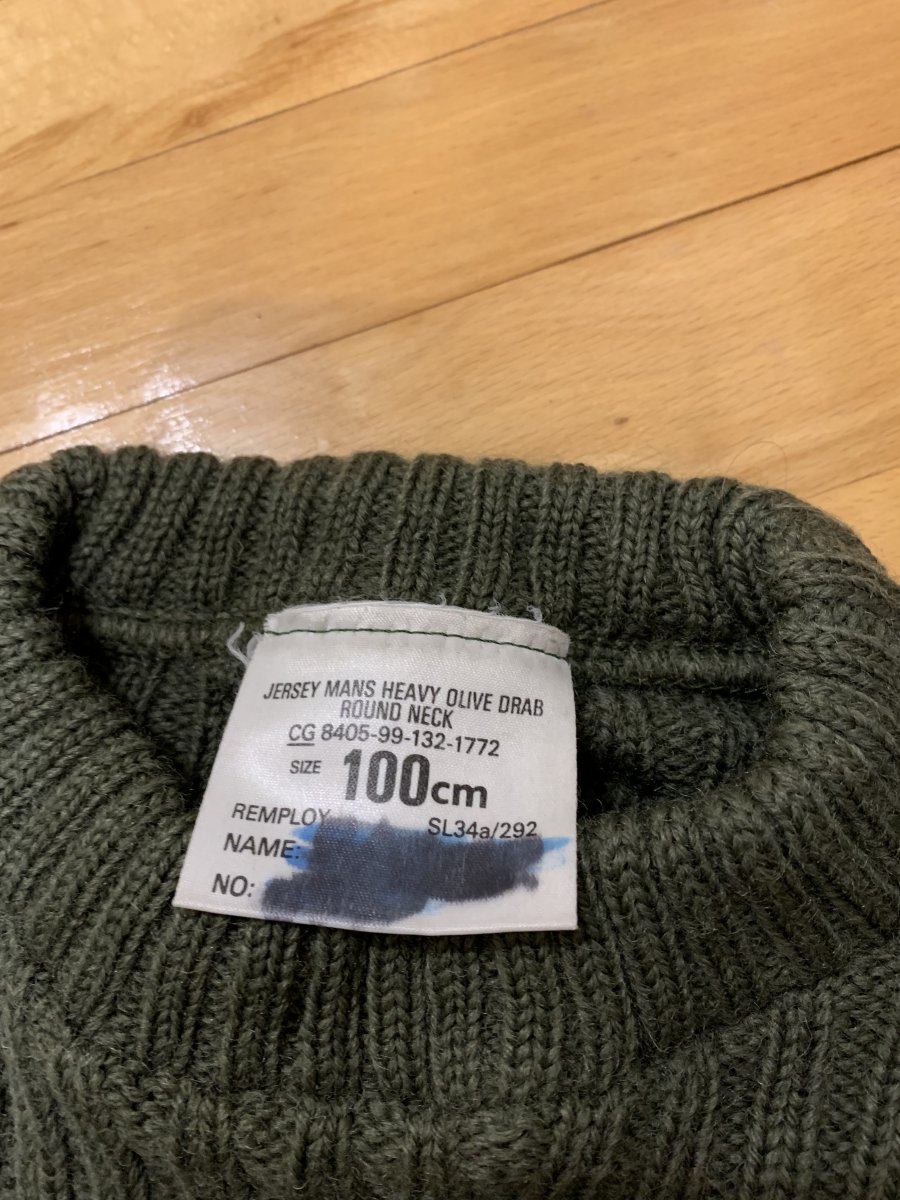 JERSEY MANS HEAVY OLIVE DRAB
ROUND NECK
CG 8405-99-132-1772
SIZE 100cm
REMPLOY SL34a/292
NAME:
NO: